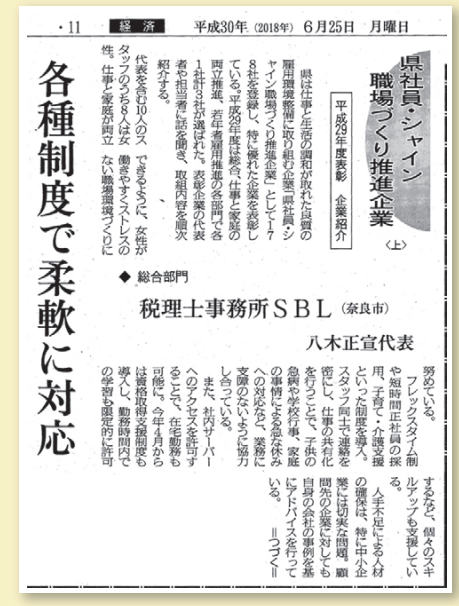 ・11 経済 平成30年(2018年)6月25日 月曜日
県社員・シャイン
職場づくり推進企業
〈上〉
平成29年度表彰 企業紹介
県は仕事と生活の調和が取れた良質の
雇用環境整備に取り組む企業「県社員・シ
ャイン職場づくり推進企業」として17
8社を登録し、特に優れた企業を表彰し
ている。平成29年度は総合、仕事と家庭の
両立推進、若年者雇用推進の各部門で各
1社計3社が選ばれた。表彰企業の代表
者や担当者に話を聞き、取組内容を順次
紹介する。
各種制度で柔軟に対応
◆ 総合部門
税理士事務所SBL(奈良市)
八木正宣代表
代表を含む10人のス
タッフのうち8人は女
性。仕事と家庭が両立
できるように、女性が
働きやすくストレスの
ない職場環境づくりに
努めている。
フレックスタイム制
や短時間正社員の採
用、子育て・介護支援
といった制度を導入。
スタッフ同士で連絡を
密にし、仕事の共有化
を行うことで、子供の
急病や学校行事、家庭
の事情による急な休み
への対応など、業務に
支障のないように協力
し合っている。
また、社内サーバー
へのアクセスを許可す
ることで、在宅勤務も
可能に。今年4月から
は資格取得支援制度も
導入し、勤務時間内で
の学習も限定的に許可
するなど、個々のスキ
ルアップも支援してい
る。
人手不足による人材
の確保は、特に中小企
業には切実な問題。顧
問先の企業に対しても
自身の会社の事例を基
にアドバイスを行って
いる。 ＝つづく＝